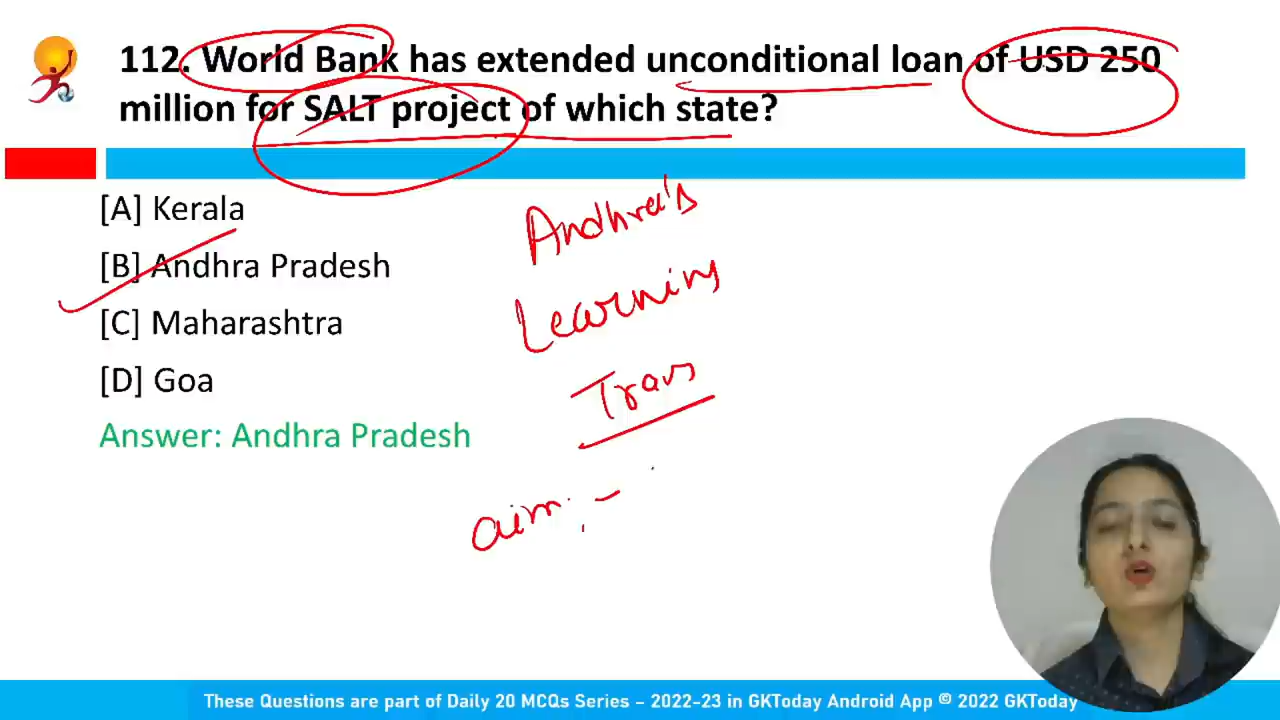 112. World Bank has extended unconditional loan of USD 250
million for SALT project of which state?
[A] Kerala
[B] Andhra Pradesh
[C] Maharashtra
[D] Goa
Answer: Andhra Pradesh
Andhra's
Learning
Trans
aim: -
These Questions are part of Daily 20 MCQs Series – 2022-23 in GKToday Android App © 2022 GKToday